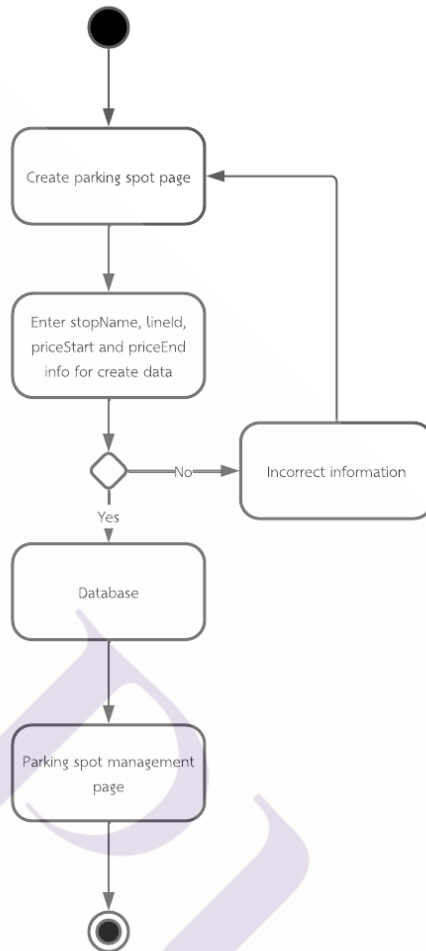 Create parking spot page
Enter stopName, lineId,
priceStart and priceEnd
info for create data
No
Incorrect information
Yes
Database
Parking spot management
page